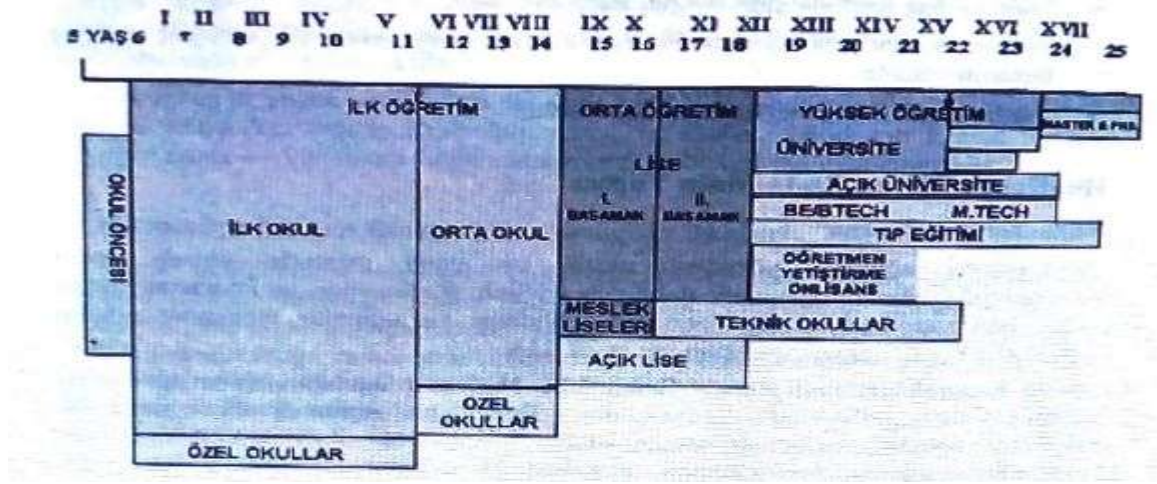 I II III IV V VI VII VIII IX X XI XII XIII XIV XV XVI XVII
5 YAŞ 6 7 8 9 10 11 12 13 14 15 16 17 18 19 20 21 22 23 24 25
İLK ÖĞRETİM
ORTA ÖĞRETİM
YÜKSEK ÖĞRETİM
MASTER & PHD
ÜNİVERSİTE
LİSE
AÇIK ÜNİVERSİTE
OKUL ÖNCESİ
İLK OKUL
ORTA OKUL
I.
BASAMAK
II.
BASAMAK
BE/BTECH
M.TECH
TIP EĞİTİMİ
ÖĞRETMEN
YETİŞTİRME
ÖNLİSANS
MESLEK
LİSELERİ
TEKNİK OKULLAR
AÇIK LİSE
OZEL
OKULLAR
ÖZEL OKULLAR